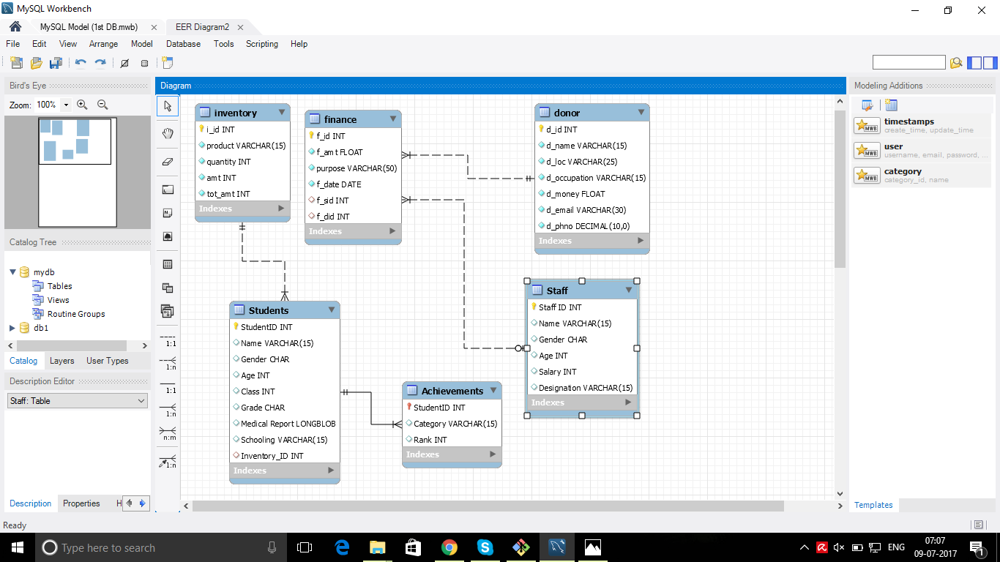 MySQL Workbench
MySQL Model (1st DB.mwb)
EER Diagram2
File Edit View Arrange Model Database Tools Scripting Help
Bird's Eye
Zoom: 100%
Catalog Tree
mydb
Tables
Views
Routine Groups
db1
Catalog Layers User Types
Description Editor
Staff: Table
Description Properties H
Diagram
1:1
1:n
1:1
1:n
n:m
1:n
inventory
i_id INT
product VARCHAR(15)
quantity INT
amt INT
tot_amt INT
Indexes
finance
f_id INT
f_amt FLOAT
purpose VARCHAR(50)
f_date DATE
f_sid INT
f_did INT
Indexes
donor
d_id INT
d_name VARCHAR(15)
d_loc VARCHAR(25)
d_occupation VARCHAR(15)
d_money FLOAT
d_email VARCHAR(30)
d_phno DECIMAL(10,0)
Indexes
Students
StudentID INT
Name VARCHAR(15)
Gender CHAR
Age INT
Class INT
Grade CHAR
Medical Report LONGBLOB
Schooling VARCHAR(15)
Inventory_ID INT
Indexes
Achievements
StudentID INT
Category VARCHAR(15)
Rank INT
Indexes
Staff
Staff ID INT
Name VARCHAR(15)
Gender CHAR
Age INT
Salary INT
Designation VARCHAR(15)
Indexes
Modeling Additions
MWB
timestamps
create_time, update_time
MWB
user
username, email, password, ...
MWB
category
category_id, name
Templates
Ready
Type here to search
ENG
07:07
09-07-2017
1